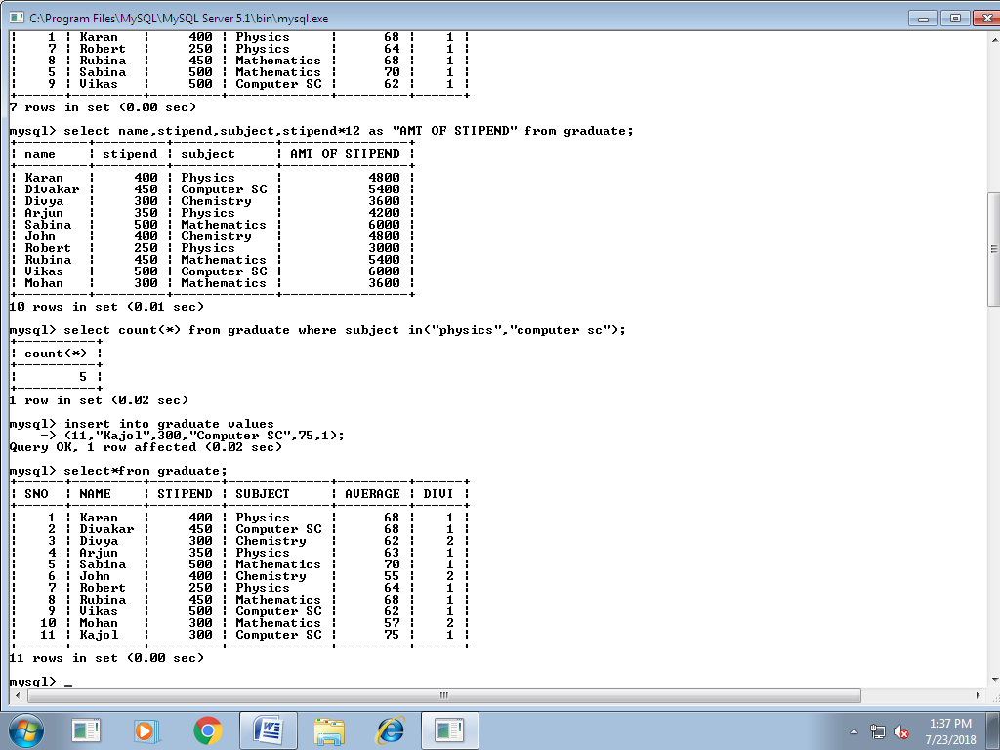 C:\Program Files\MySQL\MySQL Server 5.1\bin\mysql.exe
| 1 | Karan | 400 | Physics | 68 | 1 |
| 7 | Robert | 250 | Physics | 64 | 1 |
| 8 | Rubina | 450 | Mathematics | 68 | 1 |
| 5 | Sabina | 500 | Mathematics | 70 | 1 |
| 9 | Vikas | 500 | Computer SC | 62 | 1 |
+------+---------+---------+-------------+---------+------+
7 rows in set (0.00 sec)
mysql> select name,stipend,subject,stipend*12 as "AMT OF STIPEND" from graduate;
+---------+---------+-------------+----------------+
| name | stipend | subject | AMT OF STIPEND |
+---------+---------+-------------+----------------+
| Karan | 400 | Physics | 4800 |
| Divakar | 450 | Computer SC | 5400 |
| Divya | 300 | Chemistry | 3600 |
| Arjun | 350 | Physics | 4200 |
| Sabina | 500 | Mathematics | 6000 |
| John | 400 | Chemistry | 4800 |
| Robert | 250 | Physics | 3000 |
| Rubina | 450 | Mathematics | 5400 |
| Vikas | 500 | Computer SC | 6000 |
| Mohan | 300 | Mathematics | 3600 |
+---------+---------+-------------+----------------+
10 rows in set (0.01 sec)
mysql> select count(*) from graduate where subject in("physics","computer sc");
+----------+
| count(*) |
+----------+
| 5 |
+----------+
1 row in set (0.02 sec)
mysql> insert into graduate values
-> (11,"Kajol",300,"Computer SC",75,1);
Query OK, 1 row affected (0.02 sec)
mysql> select*from graduate;
+------+---------+---------+-------------+---------+------+
| SNO | NAME | STIPEND | SUBJECT | AVERAGE | DIVI |
+------+---------+---------+-------------+---------+------+
| 1 | Karan | 400 | Physics | 68 | 1 |
| 2 | Divakar | 450 | Computer SC | 68 | 1 |
| 3 | Divya | 300 | Chemistry | 62 | 2 |
| 4 | Arjun | 350 | Physics | 63 | 1 |
| 5 | Sabina | 500 | Mathematics | 70 | 1 |
| 6 | John | 400 | Chemistry | 55 | 2 |
| 7 | Robert | 250 | Physics | 64 | 1 |
| 8 | Rubina | 450 | Mathematics | 68 | 1 |
| 9 | Vikas | 500 | Computer SC | 62 | 1 |
| 10 | Mohan | 300 | Mathematics | 57 | 2 |
| 11 | Kajol | 300 | Computer SC | 75 | 1 |
+------+---------+---------+-------------+---------+------+
11 rows in set (0.00 sec)
mysql> _
1:37 PM
7/23/2018